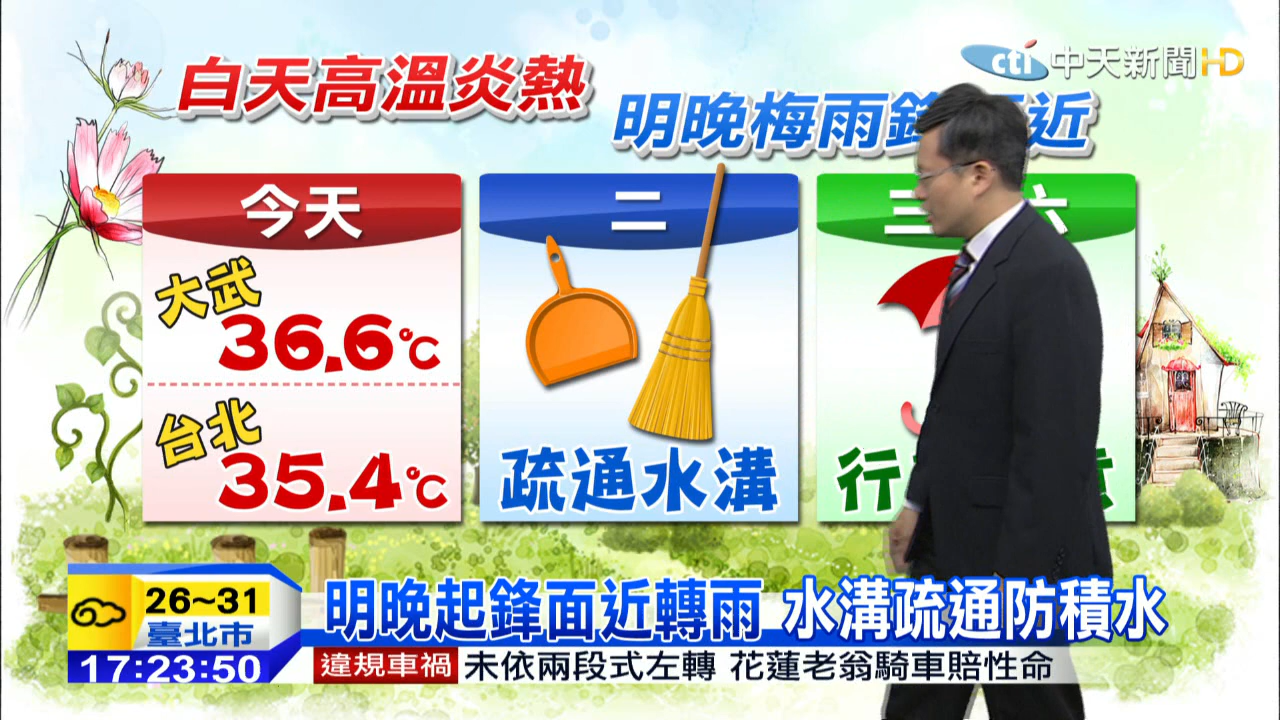 cti 中天新聞HD
白天高溫炎熱
明晚梅雨鋒 近
今天
二
三 六
大武
36.6℃
台北
35.4℃
疏通水溝
行
明晚起鋒面近轉雨 水溝疏通防積水
26~31
臺北市
17:23:50
違規車禍 未依兩段式左轉 花蓮老翁騎車賠性命